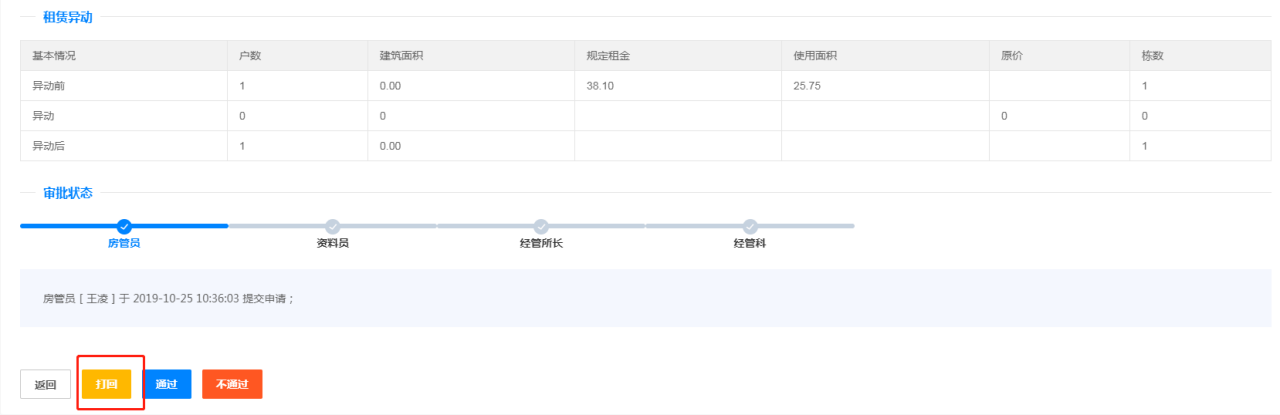 租赁异动
基本情况 户数 建筑面积 规定租金 使用面积 原价 栋数
异动前 1 0.00 38.10 25.75 1
异动 0 0 0 0
异动后 1 0.00 1
审批状态
房管员 资料员 经管所长 经管科
房管员 [ 王凌 ] 于 2019-10-25 10:36:03 提交申请；
返回 打回 通过 不通过